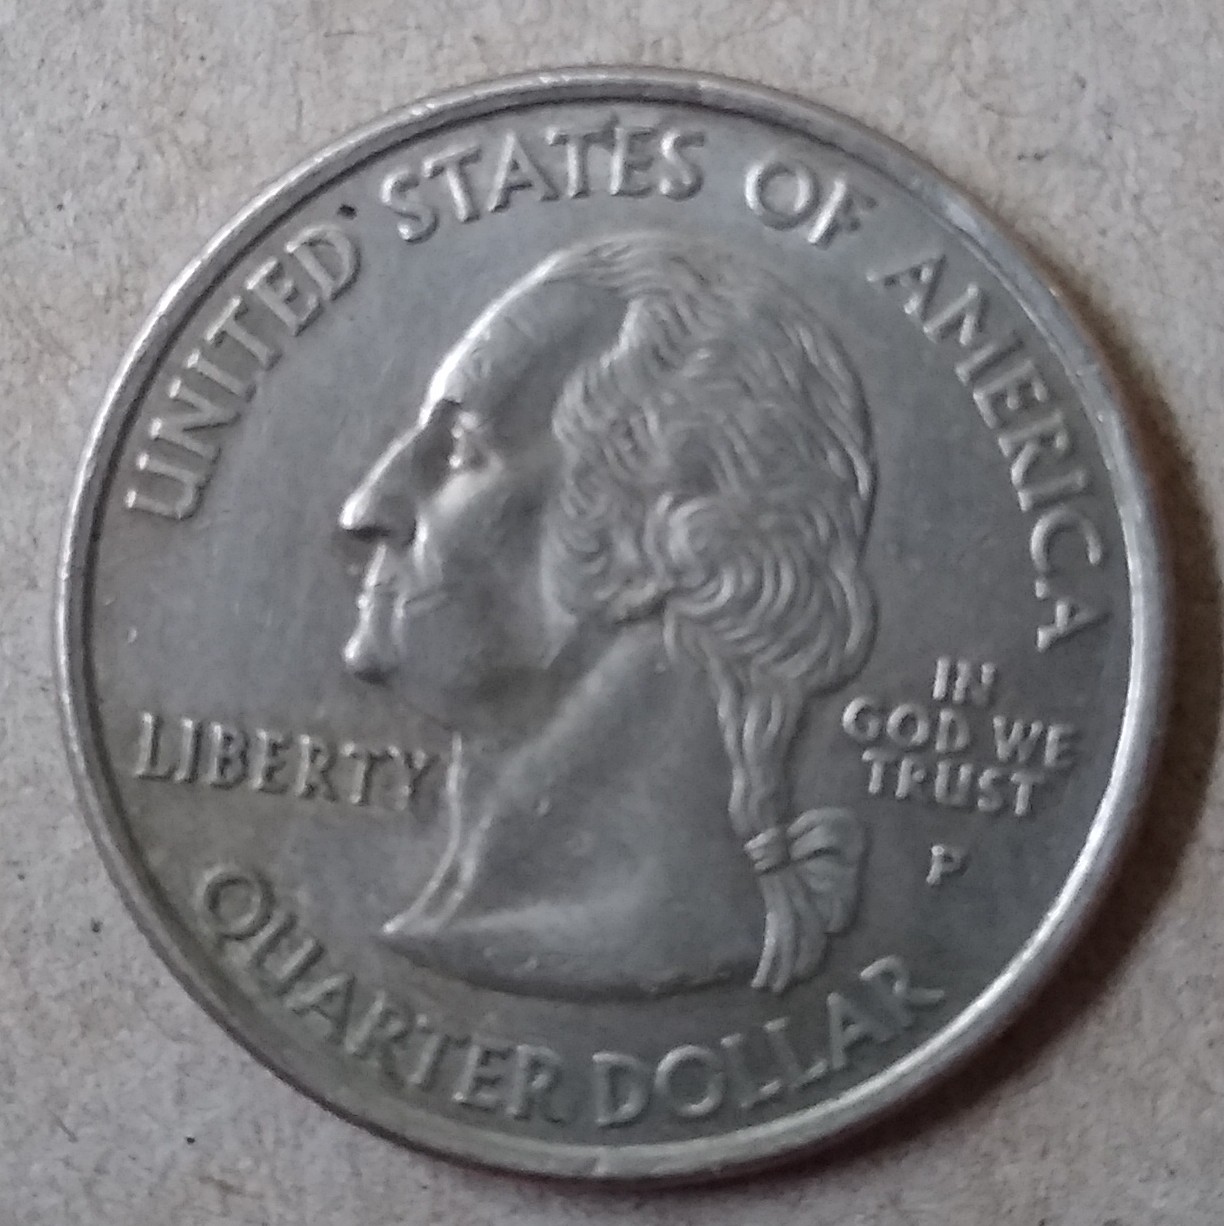 UNITED STATES OF AMERICA
LIBERTY
IN
GOD WE
TRUST
P
QUARTER DOLLAR